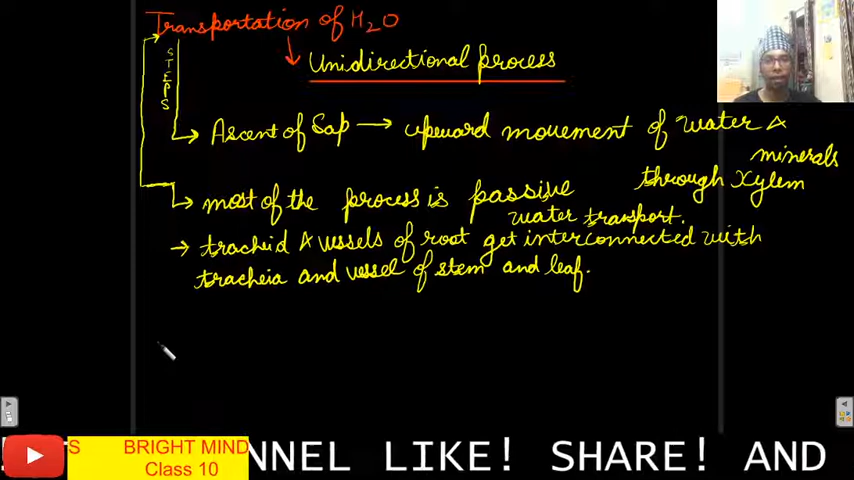 Transportation of H2O
Unidirectional process
STEPS
Ascent of Sap → upward movement of water &
minerals
through Xylem
most of the process is passive
water transport.
→ tracheid & vessels of root get interconnected with
tracheia and vessel of stem and leaf.
S BRIGHT MIND
Class 10
NNEL LIKE! SHARE! AND